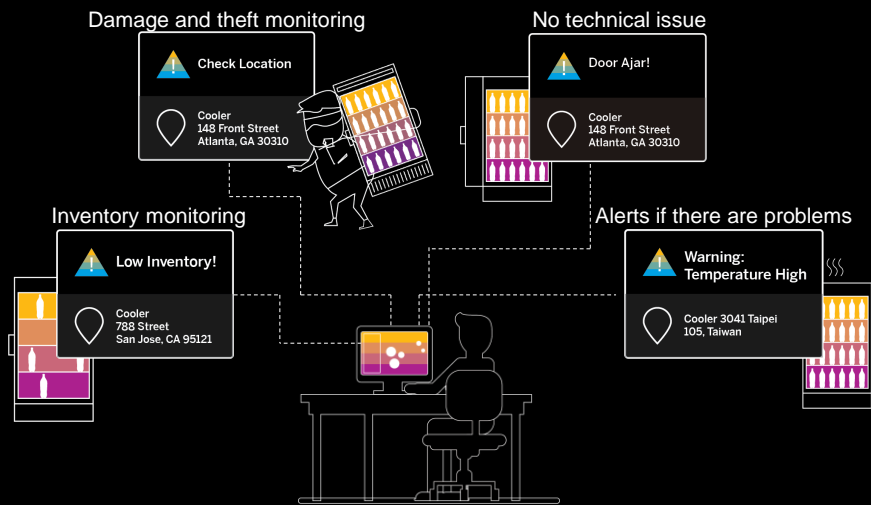 Damage and theft monitoring
Check Location
Cooler
148 Front Street
Atlanta, GA 30310
No technical issue
Door Ajar!
Cooler
148 Front Street
Atlanta, GA 30310
Inventory monitoring
Low Inventory!
Cooler
788 Street
San Jose, CA 95121
Alerts if there are problems
Warning:
Temperature High
Cooler 3041 Taipei
105, Taiwan